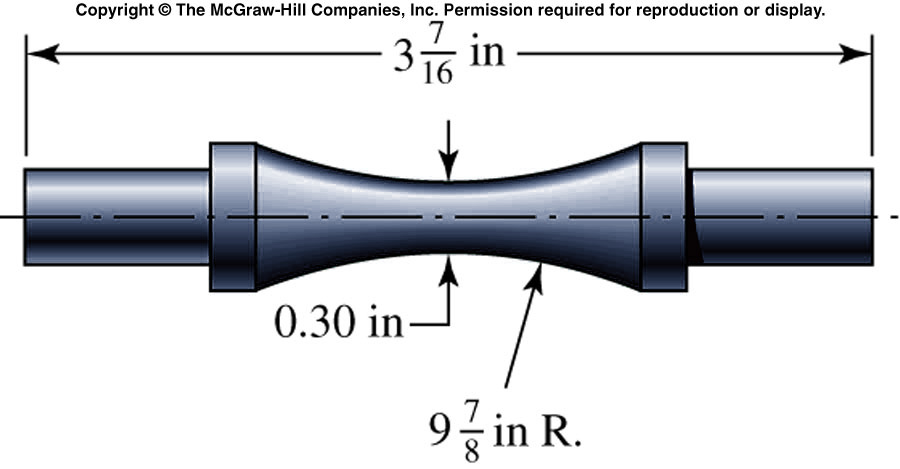 Copyright © The McGraw-Hill Companies, Inc. Permission required for reproduction or display.
3 7/16 in
0.30 in
9 7/8 in R.